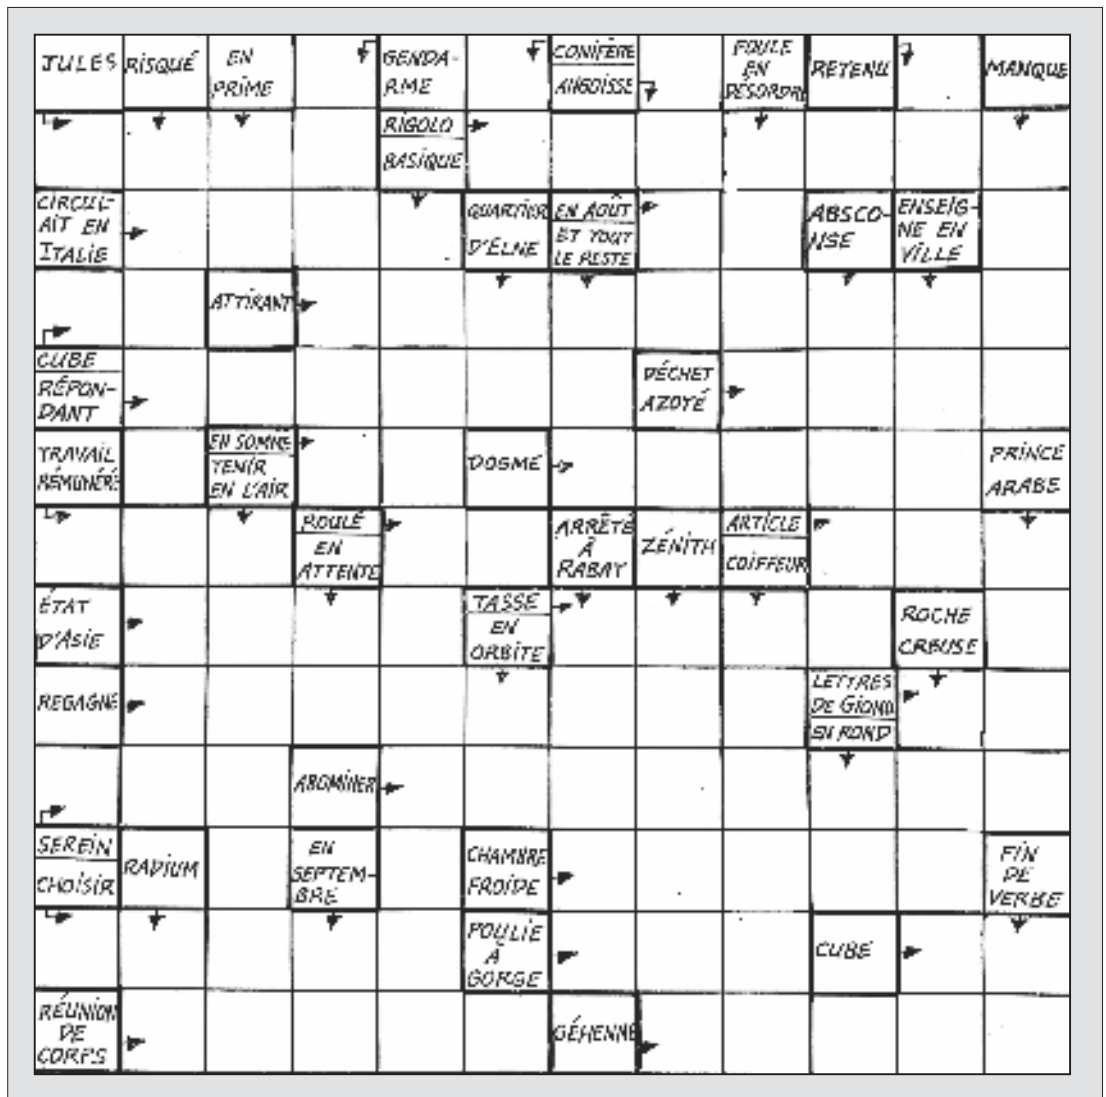 JULES
RISQUÉ
EN
PRIME
GENDA-
RME
CONIFÈRE
ANGOISSE
FOULE
EN
DÉSORDRE
RETENU
MANQUE
RIGOLO
BASIQUE
CIRCUL-
AIT EN
ITALIE
QUARTIER
D'ELNE
EN AOÛT
ET TOUT
LE RESTE
ABSCO-
NSE
ENSEIG-
NE EN
VILLE
ATTIRANT
CUBE
RÉPON-
DANT
DÉCHET
AZOTÉ
TRAVAIL
RÉMUNÉRÉ
EN SOMME
TENIR
EN L'AIR
DOGME
PRINCE
ARABE
ROULÉ
EN
ATTENTE
ARRÊTÉ
À
RABAT
ZÉNITH
ARTICLE
COIFFEUR
ÉTAT
D'ASIE
TASSE
EN
ORBITE
ROCHE
CREUSE
REGAGNE
LETTRES
DE GIONO
EN ROND
ABOMINER
SEREIN
CHOISIR
RADIUM
EN
SEPTEM-
BRE
CHAMBRE
FROIDE
FIN
DE
VERBE
POULIE
À
GORGE
CUBE
RÉUNION
DE
CORPS
GÉHENNE